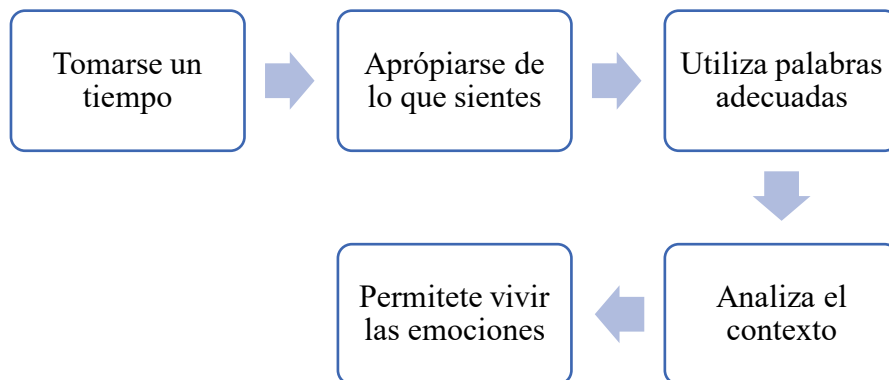 Tomarse un
tiempo
Aprópiarse de
lo que sientes
Utiliza palabras
adecuadas
Analiza el
contexto
Permitete vivir
las emociones